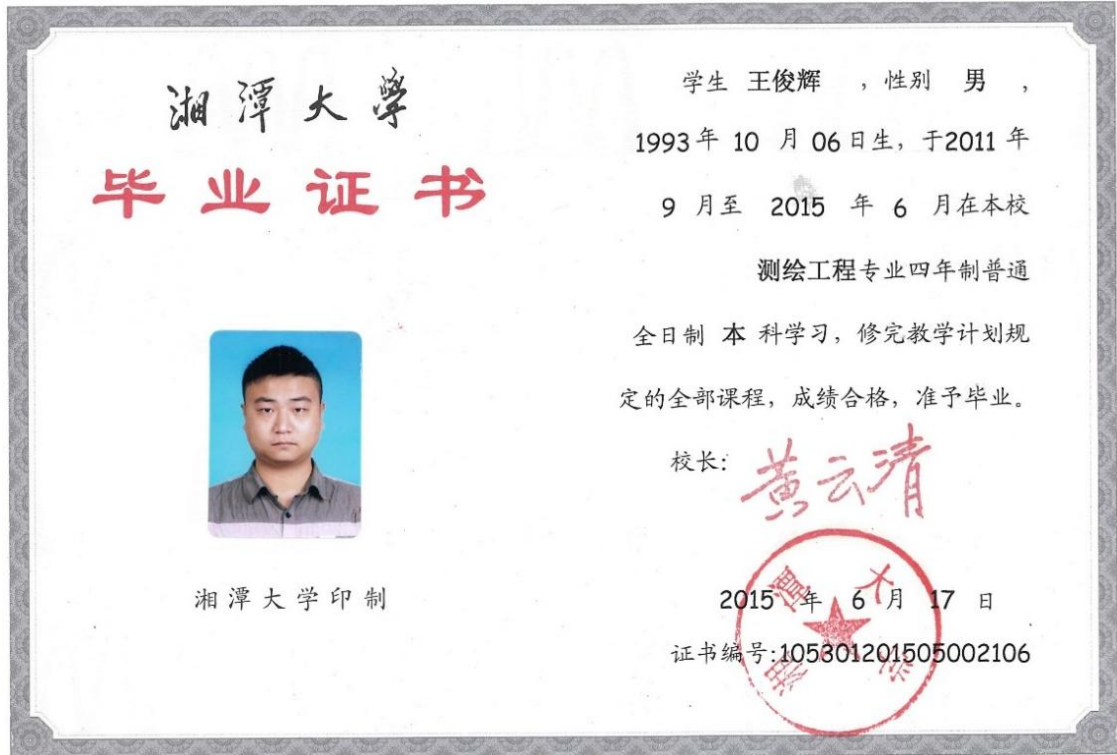 湘潭大學
毕业证书
湘潭大学印制
学生 王俊辉 ，性别 男 ，
1993年 10 月 06日生，于2011 年
9 月至 2015 年 6 月在本校
测绘工程专业四年制普通
全日制 本 科学习，修完教学计划规
定的全部课程，成绩合格，准予毕业。
校长：黄云清
湘潭大学
2015 年 6 月 17 日
证书编号:105301201505002106